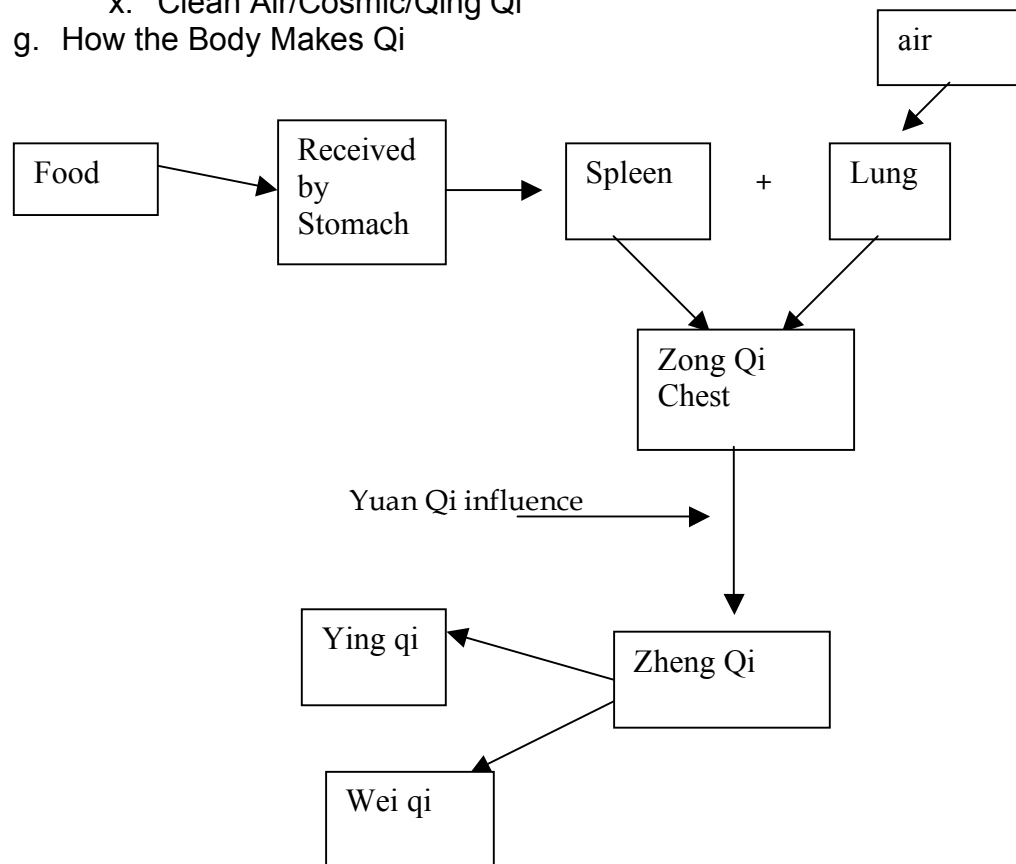 x. Clean Air/Cosmic/Qing Qi
g. How the Body Makes Qi
air
Food
Received
by
Stomach
Spleen
+
Lung
Zong Qi
Chest
Yuan Qi influence
Ying qi
Zheng Qi
Wei qi